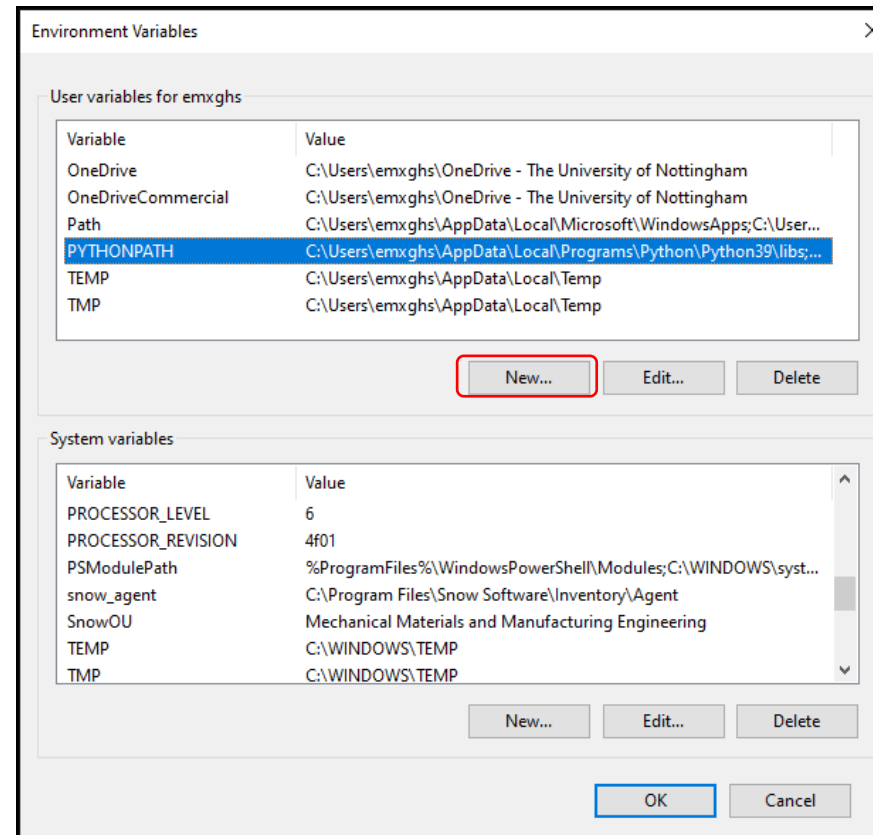 Environment Variables
User variables for emxghs
Variable Value
OneDrive C:\Users\emxghs\OneDrive - The University of Nottingham
OneDriveCommercial C:\Users\emxghs\OneDrive - The University of Nottingham
Path C:\Users\emxghs\AppData\Local\Microsoft\WindowsApps;C:\User...
PYTHONPATH C:\Users\emxghs\AppData\Local\Programs\Python\Python39\libs;...
TEMP C:\Users\emxghs\AppData\Local\Temp
TMP C:\Users\emxghs\AppData\Local\Temp
New... Edit... Delete
System variables
Variable Value
PROCESSOR_LEVEL 6
PROCESSOR_REVISION 4f01
PSModulePath %ProgramFiles%\WindowsPowerShell\Modules;C:\WINDOWS\syst...
snow_agent C:\Program Files\Snow Software\Inventory\Agent
SnowOU Mechanical Materials and Manufacturing Engineering
TEMP C:\WINDOWS\TEMP
TMP C:\WINDOWS\TEMP
New... Edit... Delete
OK Cancel